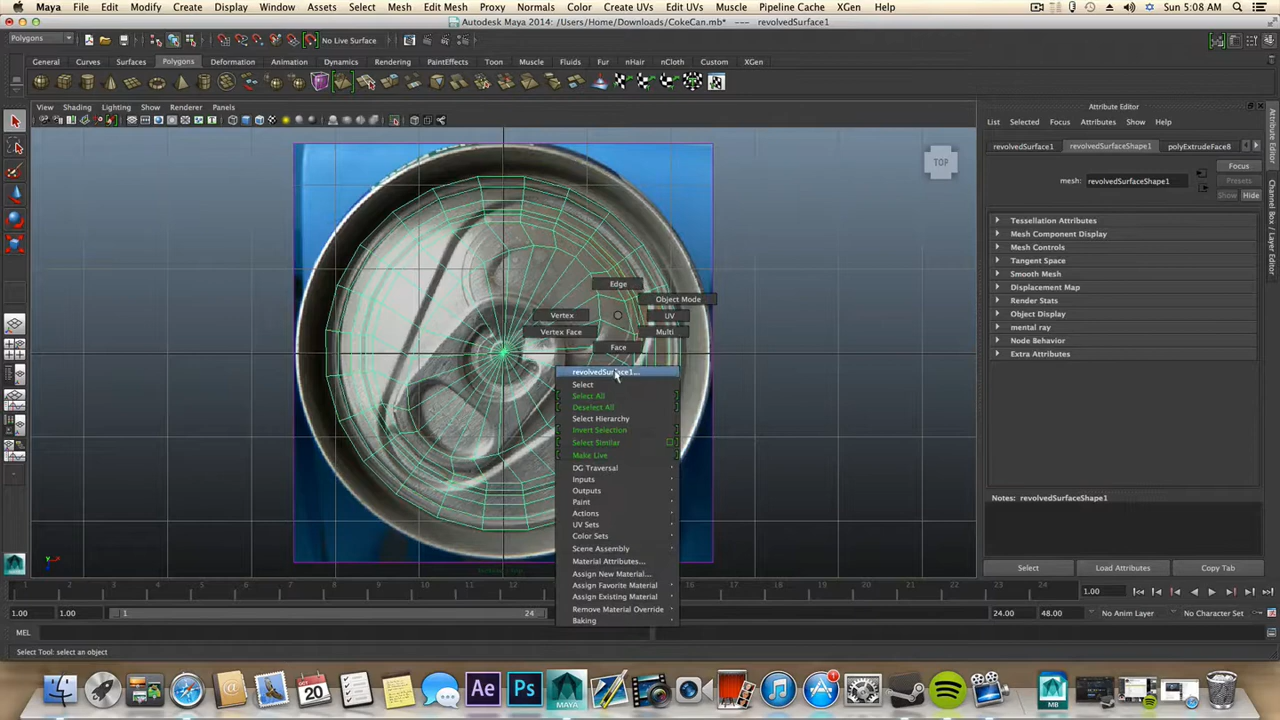 Maya File Edit Modify Create Display Window Assets Select Mesh Edit Mesh Proxy Normals Color Create UVs Edit UVs Muscle Pipeline Cache XGen Help Sun 5:08 AM
Autodesk Maya 2014: /Users/Home/Downloads/CokeCan.mb* --- revolvedSurface1...
Polygons No Live Surface
General Curves Surfaces Polygons Deformation Animation Dynamics Rendering PaintEffects Toon Muscle Fluids Fur nHair nCloth Custom XGen
View Shading Lighting Renderer Panels
Attribute Editor
List Selected Focus Attributes Show Help
revolvedSurface1 revolvedSurfaceShape1 polyExtrudeFace8
Focus
mesh: revolvedSurfaceShape1 Presets
Show Hide
TOP
Tessellation Attributes
Mesh Component Display
Mesh Controls
Tangent Space
Smooth Mesh
Displacement Map
Render Stats
Object Display
mental ray
Node Behavior
Extra Attributes
Attribute Editor
Channel Box / Layer Editor
Edge
Object Mode
Vertex UV
Vertex Face Multi
Face
revolvedSurface1...
Select
Select All
Deselect All
Select Hierarchy
Invert Selection
Select Similar
Make Live
DG Traversal
Inputs
Outputs
Paint
Actions
UV Sets
Color Sets
Scene Assembly
Material Attributes...
Assign New Material...
Assign Favorite Material
Assign Existing Material
Remove Material Override
Baking
Notes: revolvedSurfaceShape1
Select Load Attributes Copy Tab
1.00
1.00 1.00 1 24 24.00 48.00 No Anim Layer No Character Set
MEL
Select Tool: select an object